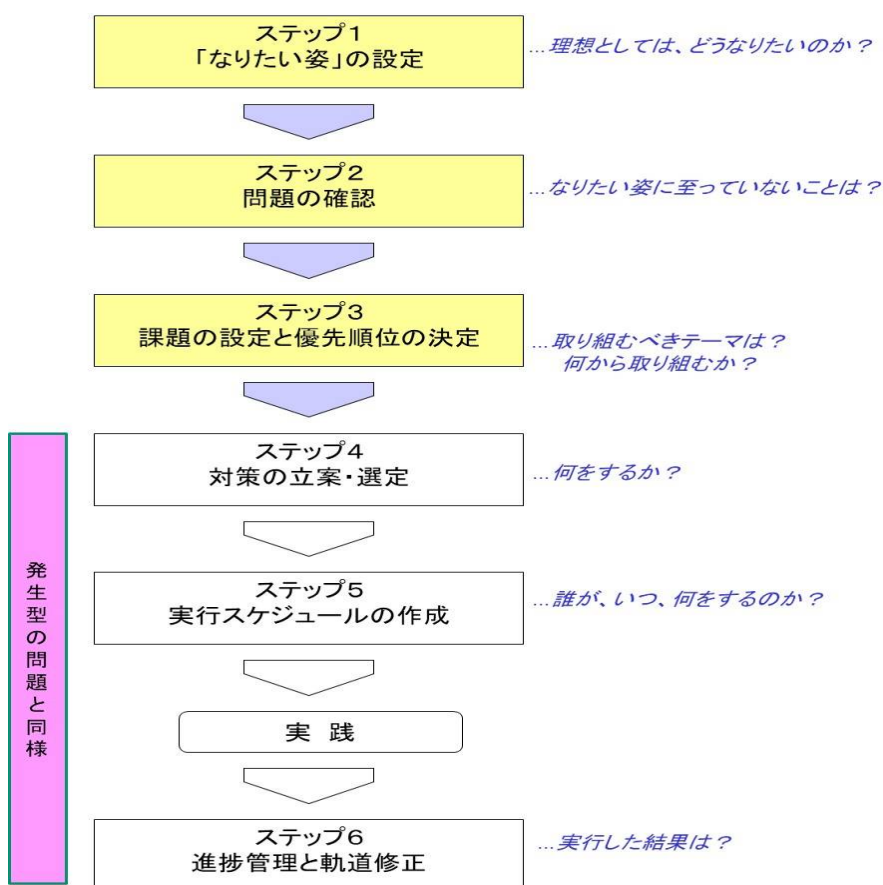 ステップ1
「なりたい姿」の設定
…理想としては、どうなりたいのか？
ステップ2
問題の確認
…なりたい姿に至っていないことは？
ステップ3
課題の設定と優先順位の決定
…取り組むべきテーマは？
何から取り組むか？
発生型の問題と同様
ステップ4
対策の立案・選定
…何をするか？
ステップ5
実行スケジュールの作成
…誰が、いつ、何をするのか？
実 践
ステップ6
進捗管理と軌道修正
…実行した結果は？